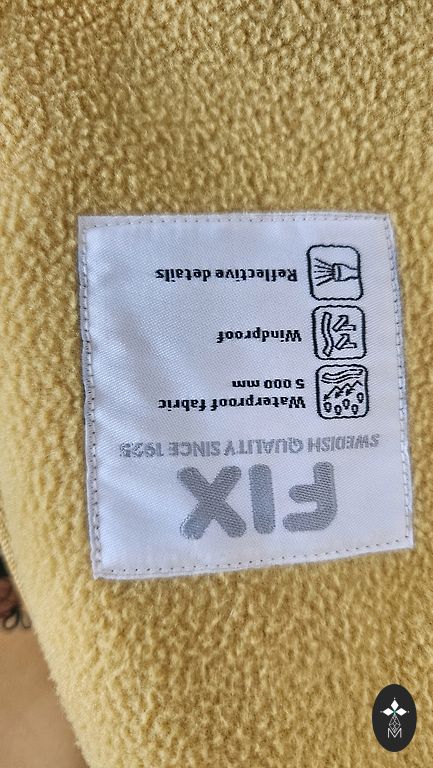 FIX
SWEDISH QUALITY SINCE 1925
Waterproof fabric
5 000 mm
Windproof
Reflective details
M